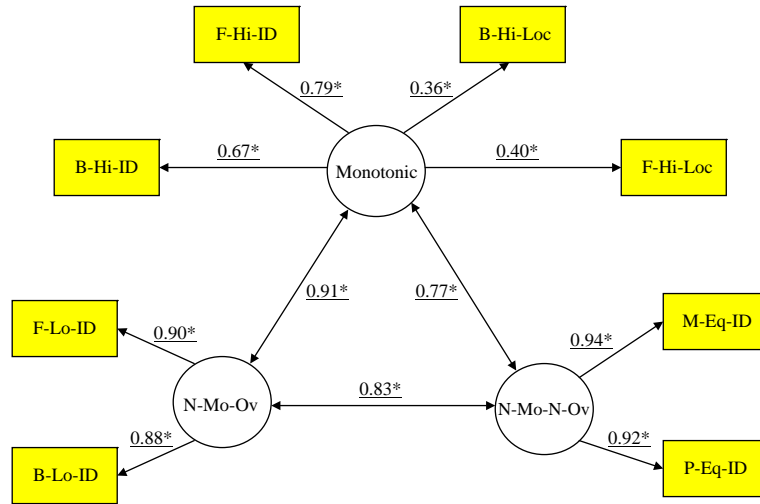 F-Hi-ID
B-Hi-Loc
0.79*
0.36*
B-Hi-ID
0.67*
Monotonic
0.40*
F-Hi-Loc
0.91*
0.77*
F-Lo-ID
0.90*
M-Eq-ID
0.94*
N-Mo-Ov
0.83*
N-Mo-N-Ov
B-Lo-ID
0.88*
0.92*
P-Eq-ID